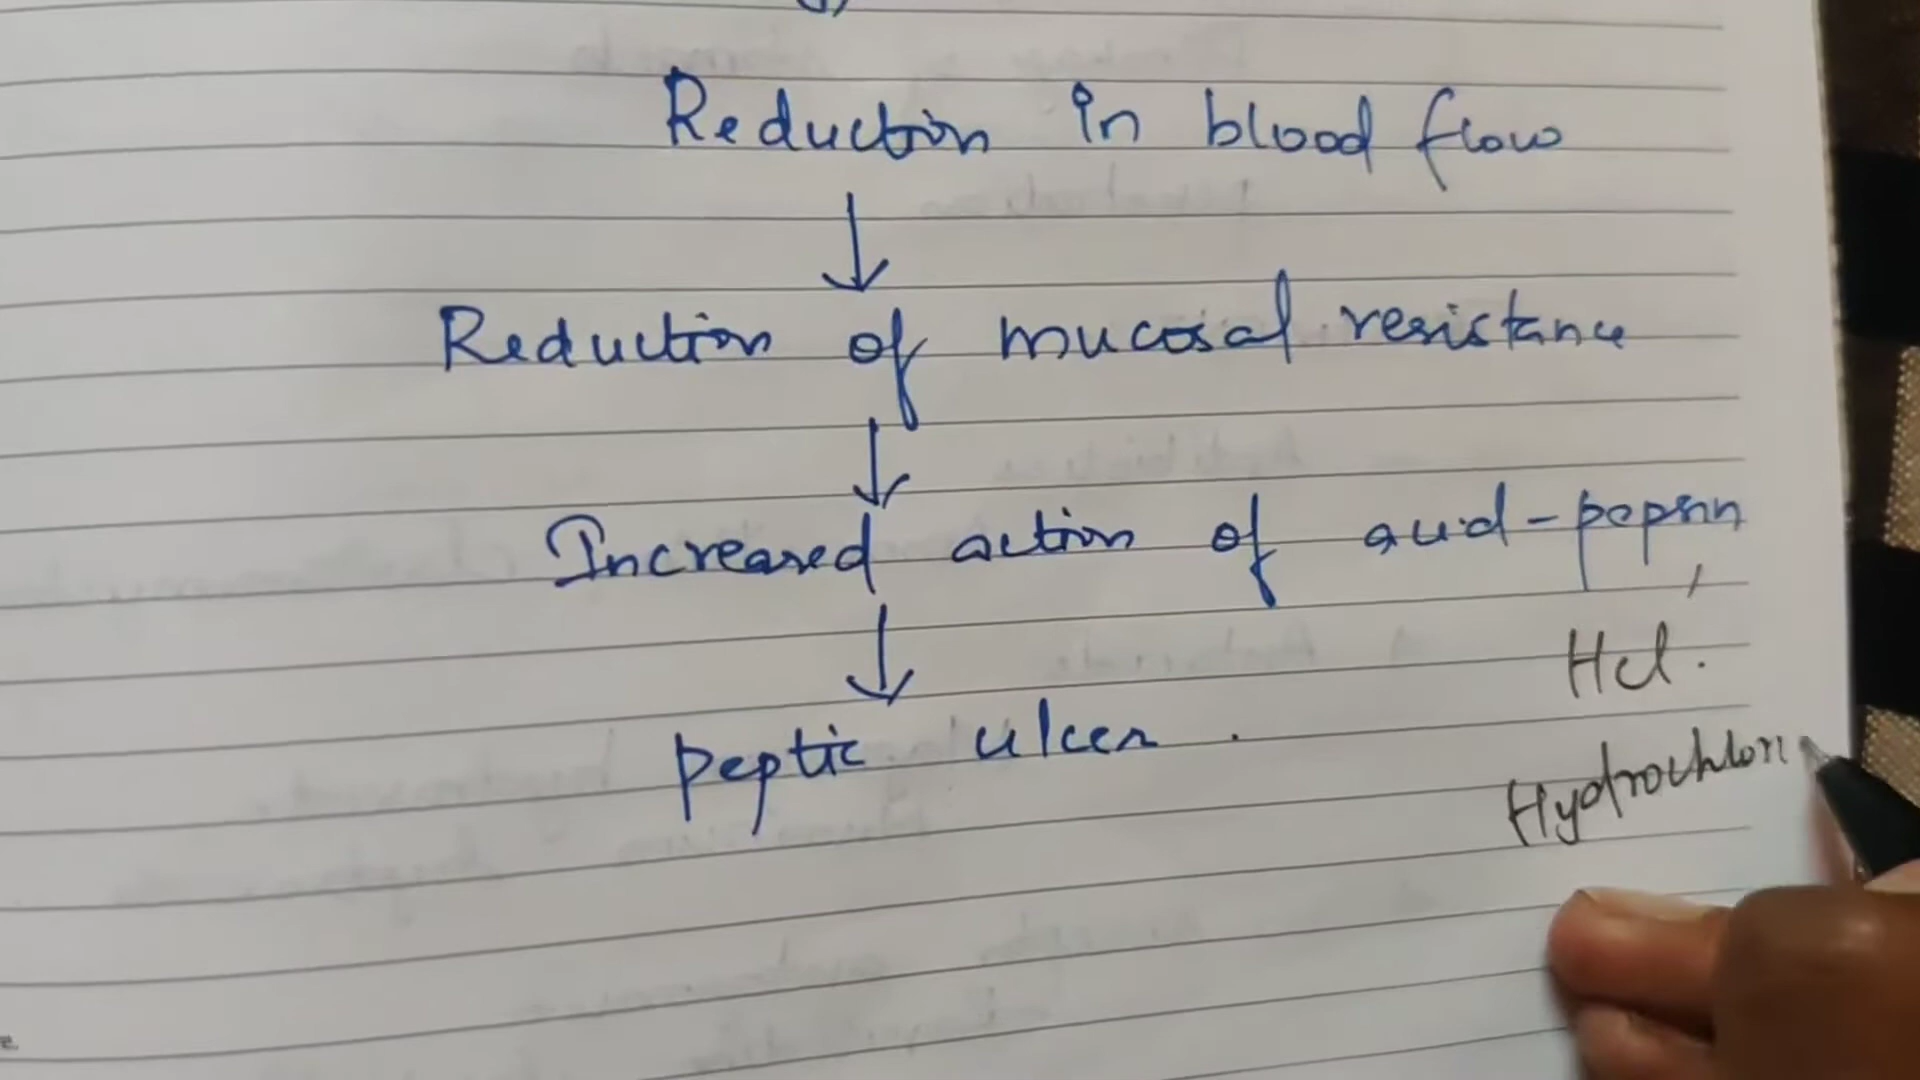 Reduction in blood flow
Reduction of mucosal resistance
Increased action of acid-pepsin,
Hcl.
peptic ulcer.
Hydrochlori